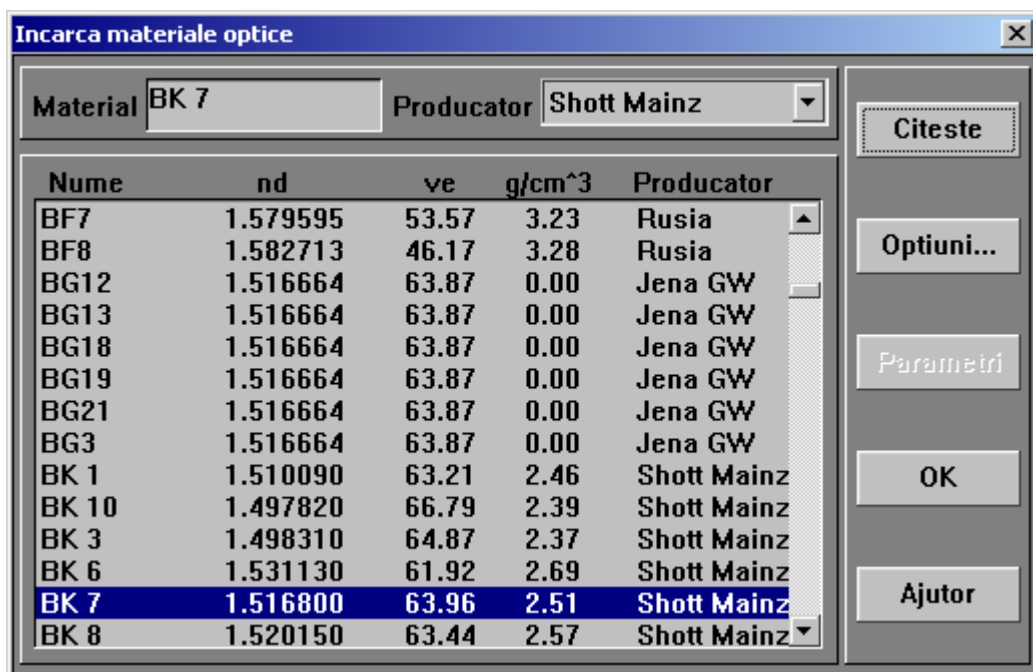 Incarca materiale optice
Material BK 7 Producator Shott Mainz
Citeste
Nume nd ve g/cm^3 Producator
BF7 1.579595 53.57 3.23 Rusia
BF8 1.582713 46.17 3.28 Rusia
Optiuni...
BG12 1.516664 63.87 0.00 Jena GW
BG13 1.516664 63.87 0.00 Jena GW
BG18 1.516664 63.87 0.00 Jena GW
Parametri
BG19 1.516664 63.87 0.00 Jena GW
BG21 1.516664 63.87 0.00 Jena GW
BG3 1.516664 63.87 0.00 Jena GW
BK 1 1.510090 63.21 2.46 Shott Mainz
OK
BK 10 1.497820 66.79 2.39 Shott Mainz
BK 3 1.498310 64.87 2.37 Shott Mainz
BK 6 1.531130 61.92 2.69 Shott Mainz
BK 7 1.516800 63.96 2.51 Shott Mainz
Ajutor
BK 8 1.520150 63.44 2.57 Shott Mainz